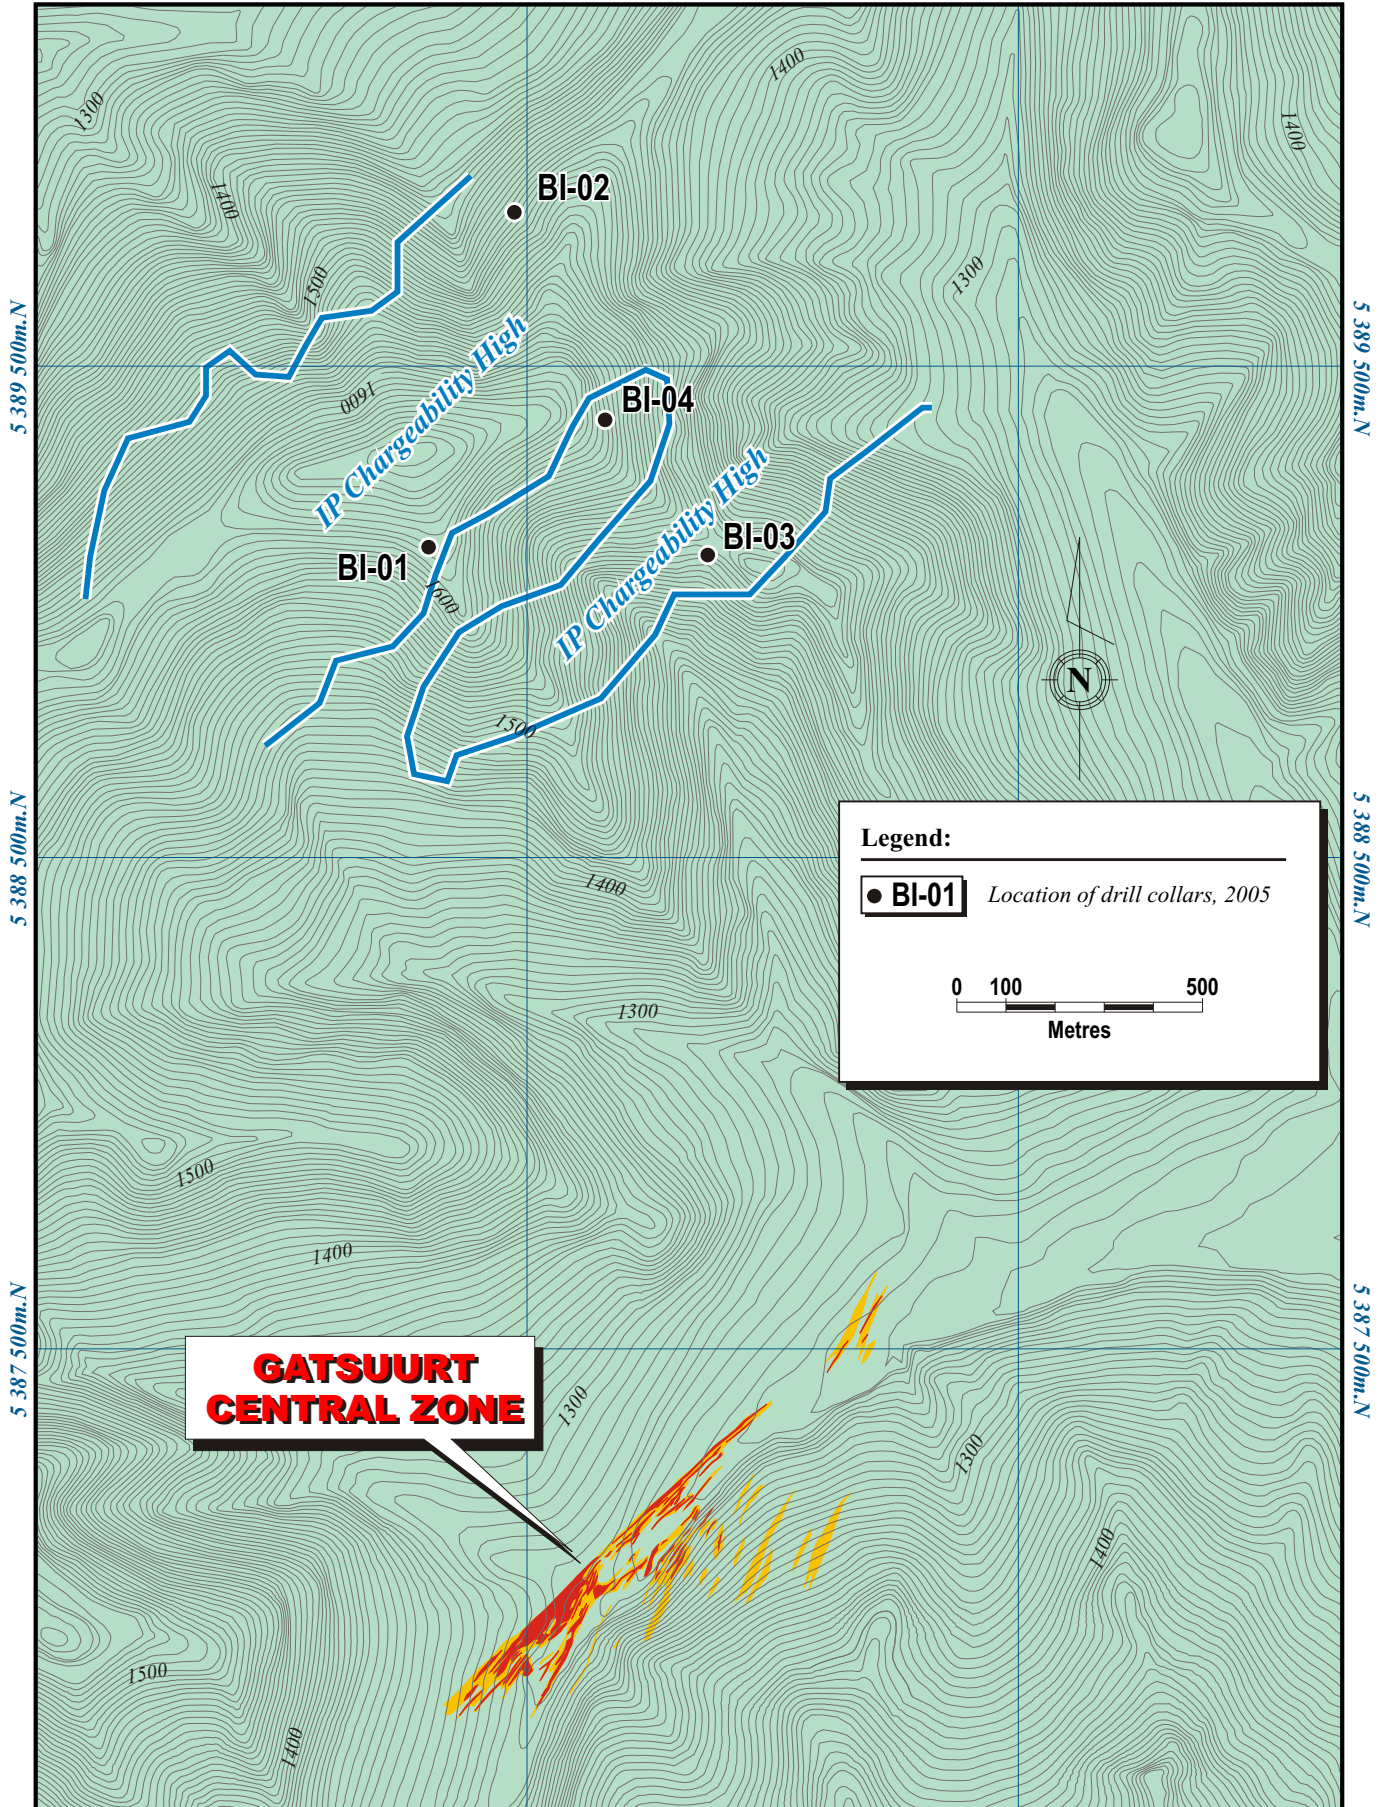 1400
1300
1400
1400
BI-02
1500
1300
5 389 500m.N
5 389 500m.N
IP Chargeability High
1600
BI-04
IP Chargeability High
BI-03
BI-01
1600
N
1500
5 388 500m.N
5 388 500m.N
Legend:
BI-01 Location of drill collars, 2005
0 100 500
Metres
1400
1300
1500
1400
5 387 500m.N
5 387 500m.N
GATSUURT
CENTRAL ZONE
1300
1300
1400
1500
1400